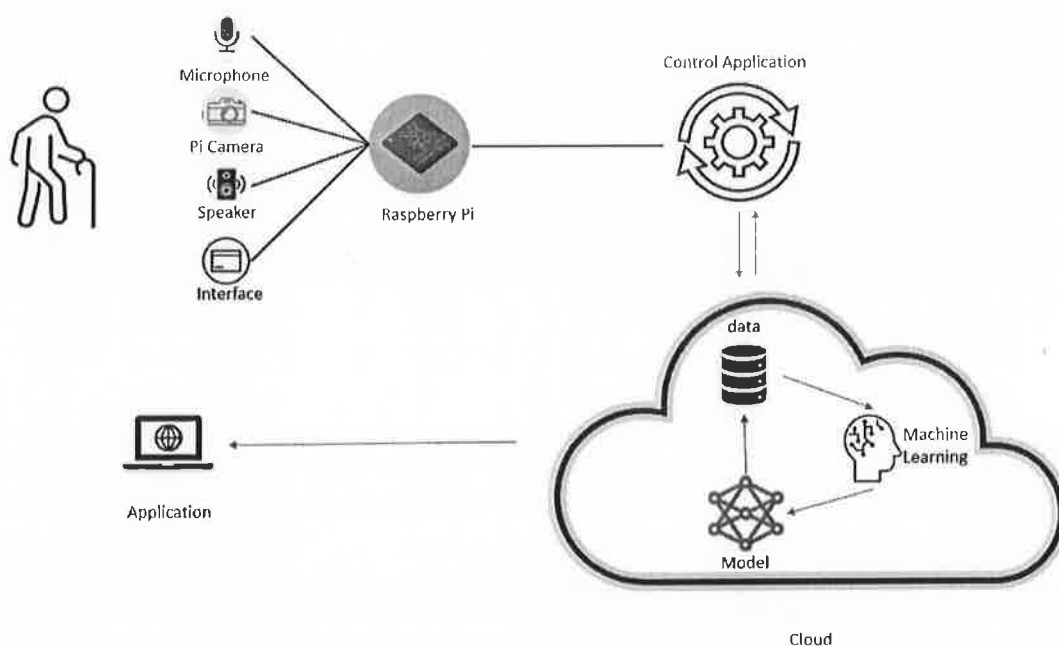 Microphone
Control Application
Pi Camera
Speaker
Raspberry Pi
Interface
data
Machine
Learning
Application
Model
Cloud